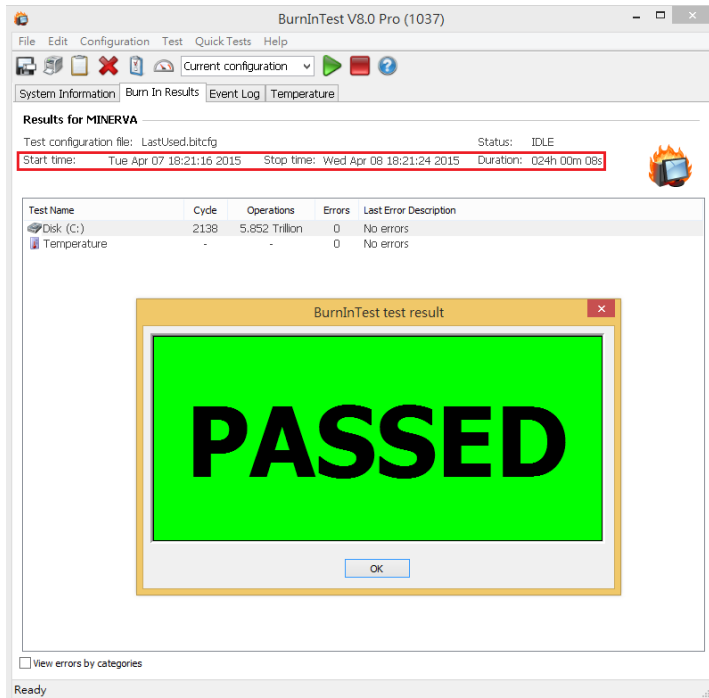 BurnInTest V8.0 Pro (1037)
File Edit Configuration Test Quick Tests Help
Current configuration
System Information Burn In Results Event Log Temperature
Results for MINERVA
Test configuration file: LastUsed.bitcfg Status: IDLE
Start time: Tue Apr 07 18:21:16 2015 Stop time: Wed Apr 08 18:21:24 2015 Duration: 024h 00m 08s
Test Name Cycle Operations Errors Last Error Description
Disk (C:) 2138 5.852 Trillion 0 No errors
Temperature - - 0 No errors
BurnInTest test result
PASSED
OK
View errors by categories
Ready